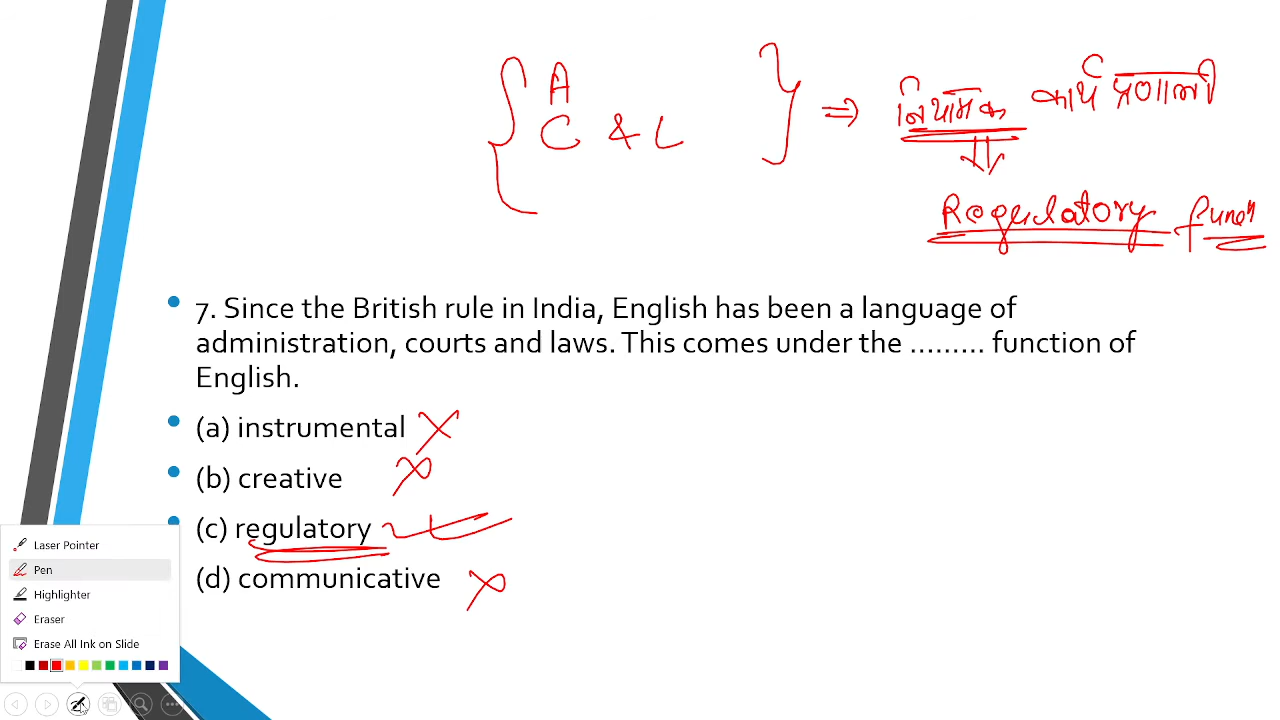 A
C & L
⇒ नियामक कार्य प्रणाली
Regulatory funcn
• 7. Since the British rule in India, English has been a language of
administration, courts and laws. This comes under the ......... function of
English.
• (a) instrumental
• (b) creative
• (c) regulatory
(d) communicative
Laser Pointer
Pen
Highlighter
Eraser
Erase All Ink on Slide